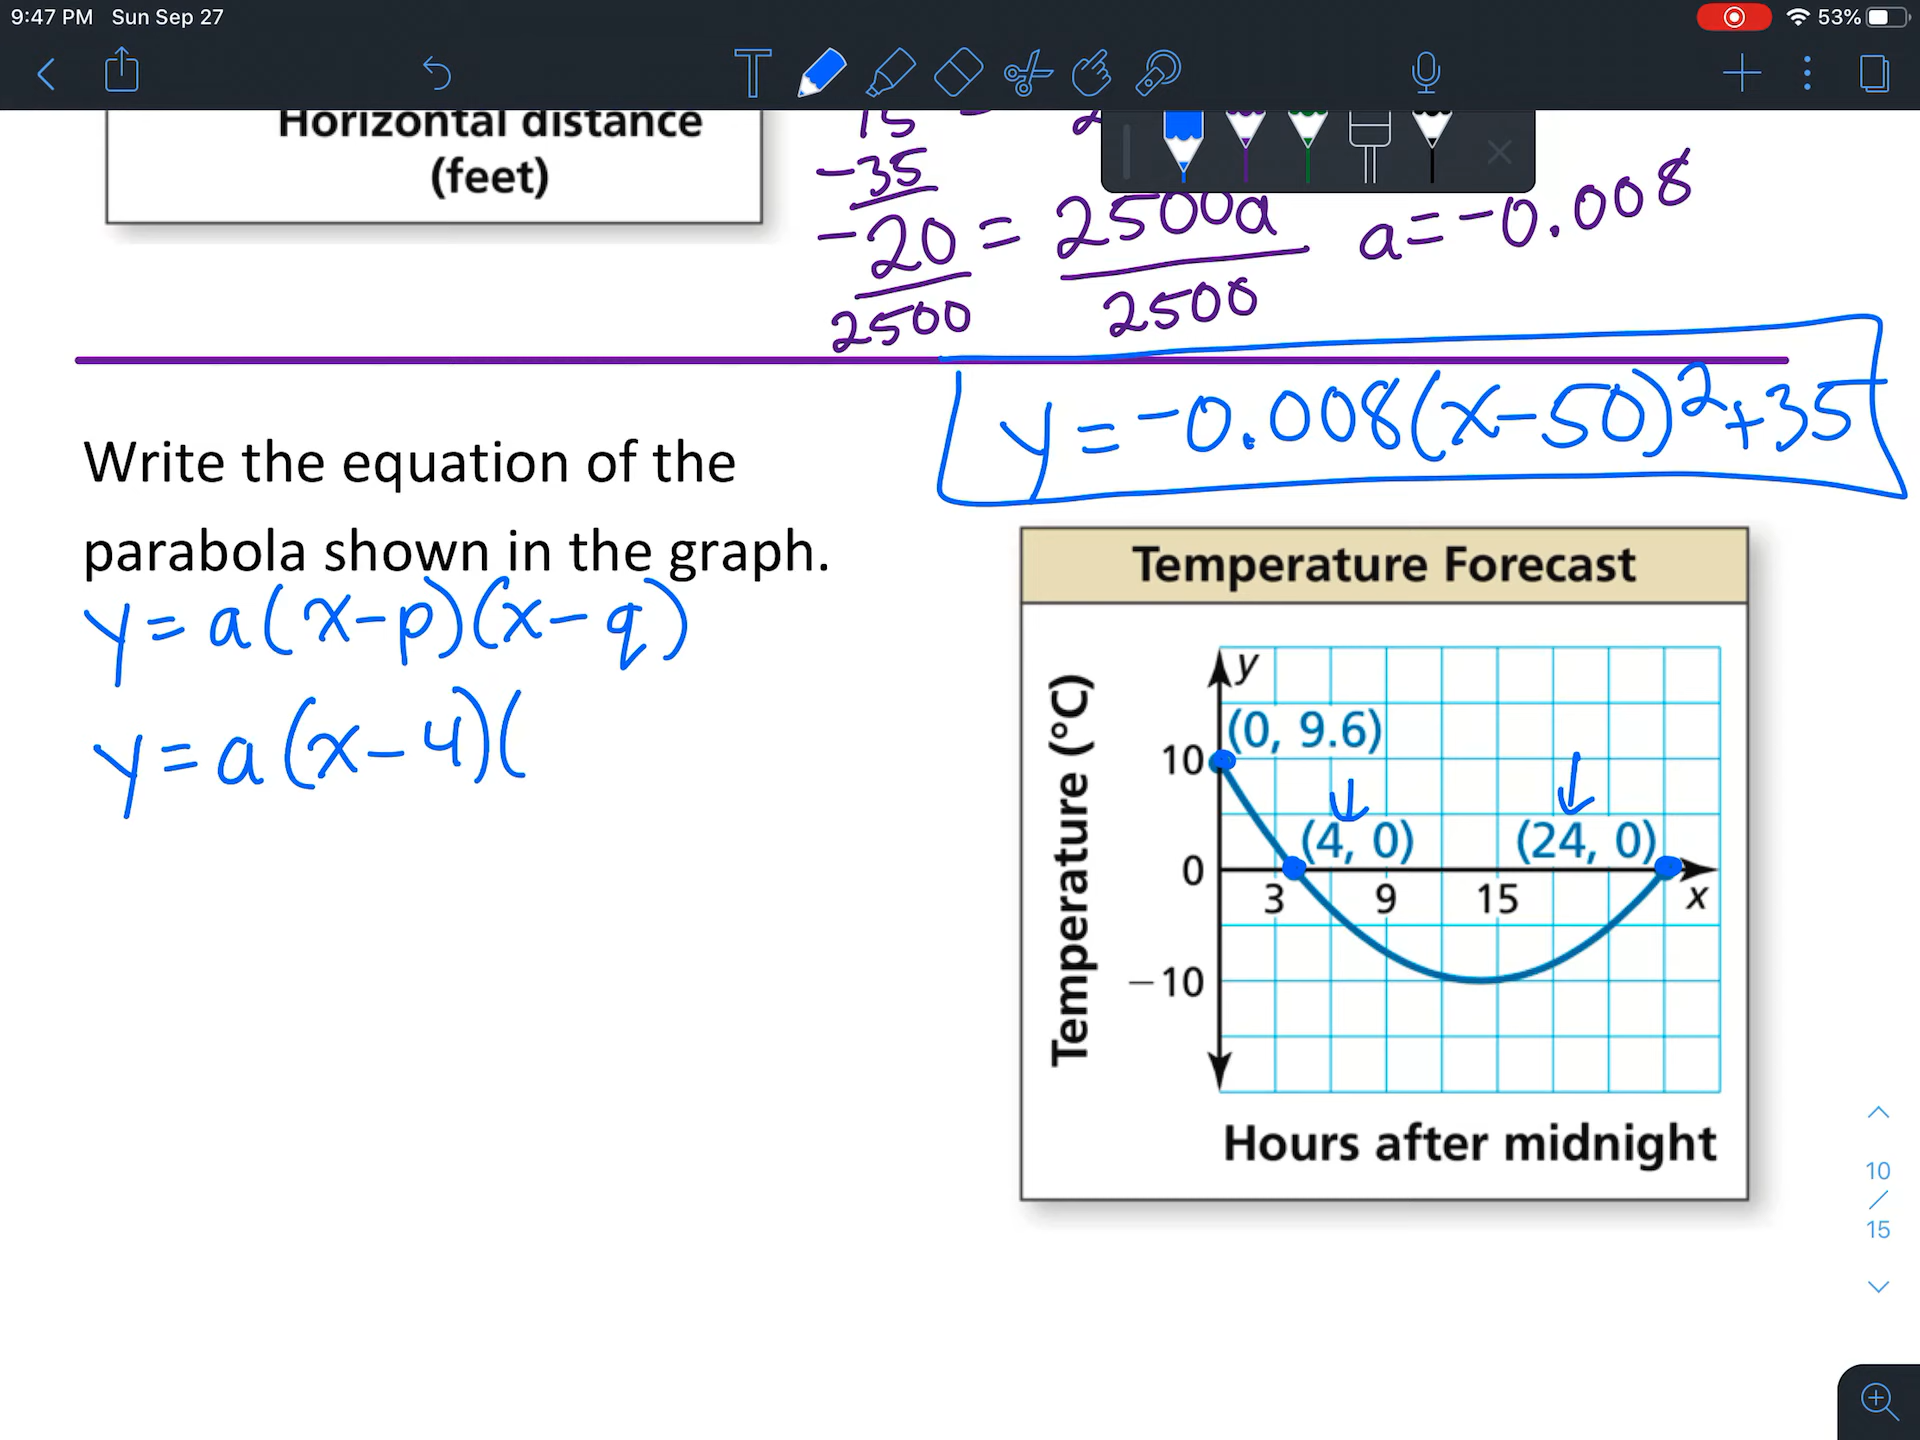 9:47 PM Sun Sep 27
53%
Horizontal distance
(feet)
15
-35
-20 = 2500a
2500 2500
a=-0.008
y=-0.008(x-50)²+35
Write the equation of the
parabola shown in the graph.
y=a(x-p)(x-q)
y=a(x-4)(
Temperature Forecast
Temperature (°C)
y
(0, 9.6)
10
(4, 0) (24, 0)
0
3 9 15 x
−10
Hours after midnight
10
/
15